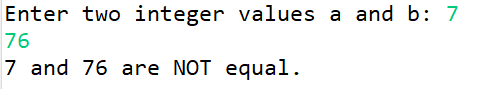 Enter two integer values a and b: 7
76
7 and 76 are NOT equal.